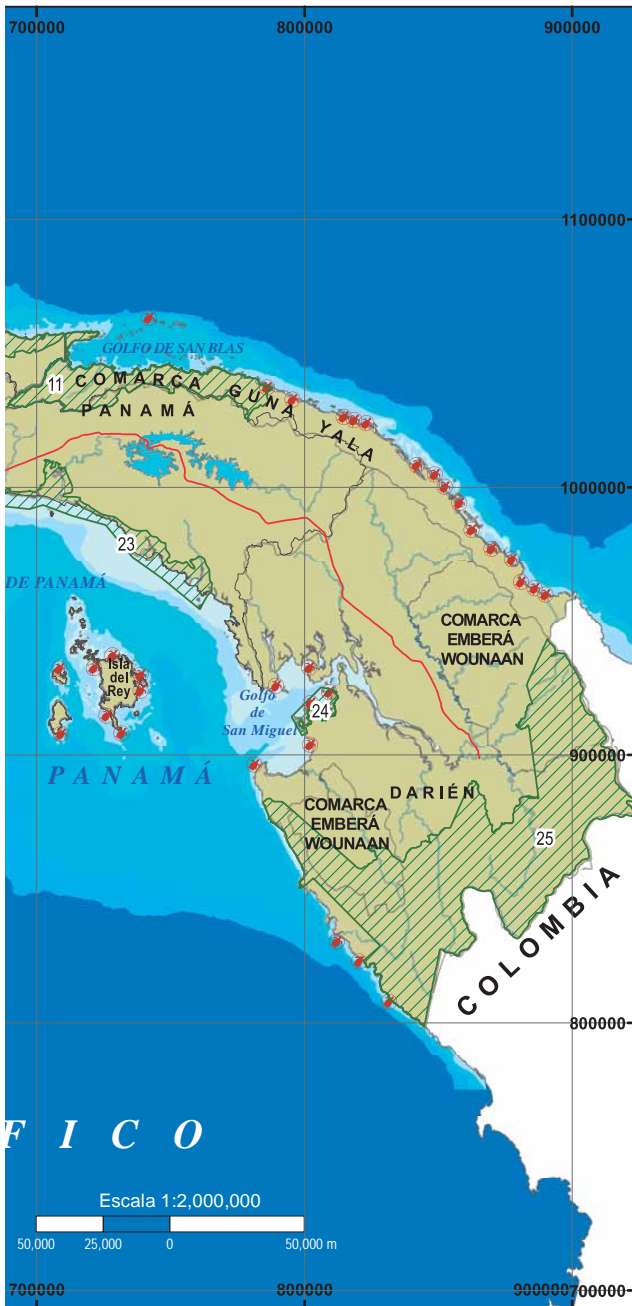 700000
800000
900000
1100000
GOLFO DE SAN BLAS
11
COMARCA GUNA YALA
PANAMÁ
1000000
23
DE PANAMÁ
COMARCA
EMBERÁ
WOUNAAN
Isla
del
Rey
Golfo
de
San Miguel
24
900000
PANAMÁ
DARIÉN
COMARCA
EMBERÁ
WOUNAAN
25
COLOMBIA
800000
FICO
Escala 1:2,000,000
50,000
25,000
0
50,000 m
700000
800000
900000
700000